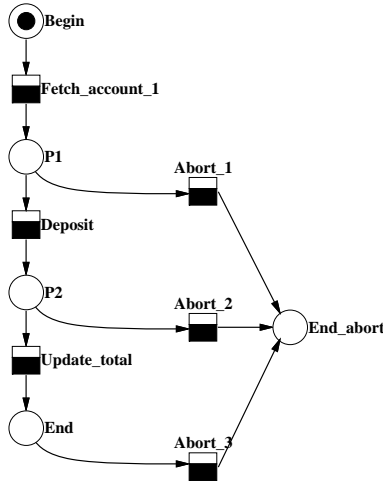 Begin
Fetch_account_1
P1
Abort_1
Deposit
P2
Abort_2
End_abort
Update_total
End
Abort_3